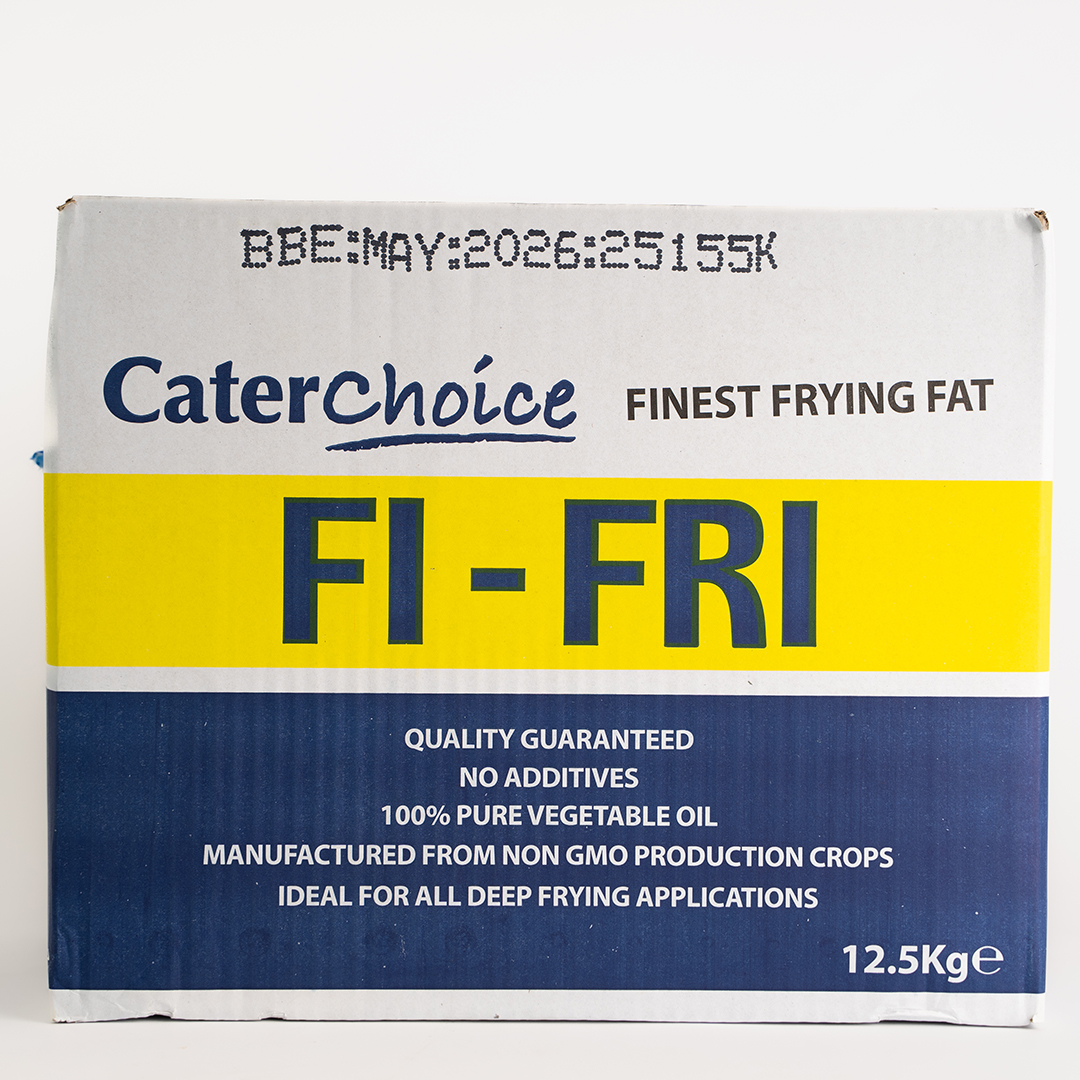 BBE:MAY:2026:25155K
Caterchoice FINEST FRYING FAT
FI - FRI
QUALITY GUARANTEED
NO ADDITIVES
100% PURE VEGETABLE OIL
MANUFACTURED FROM NON GMO PRODUCTION CROPS
IDEAL FOR ALL DEEP FRYING APPLICATIONS
12.5Kg℮